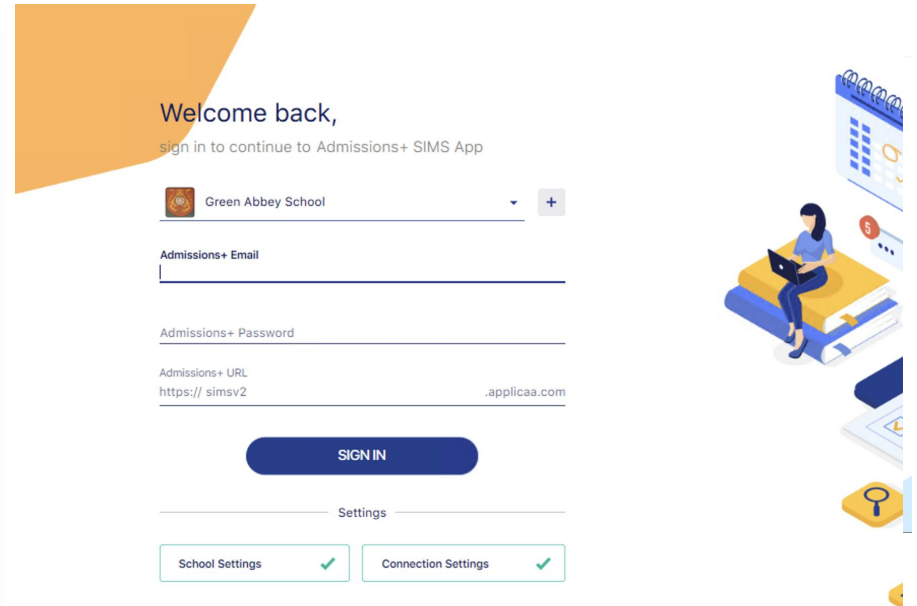 Welcome back,
sign in to continue to Admissions+ SIMS App
Green Abbey School
+
Admissions+ Email
Admissions+ Password
Admissions+ URL
https:// simsv2 .applicaa.com
SIGN IN
Settings
School Settings
Connection Settings
5